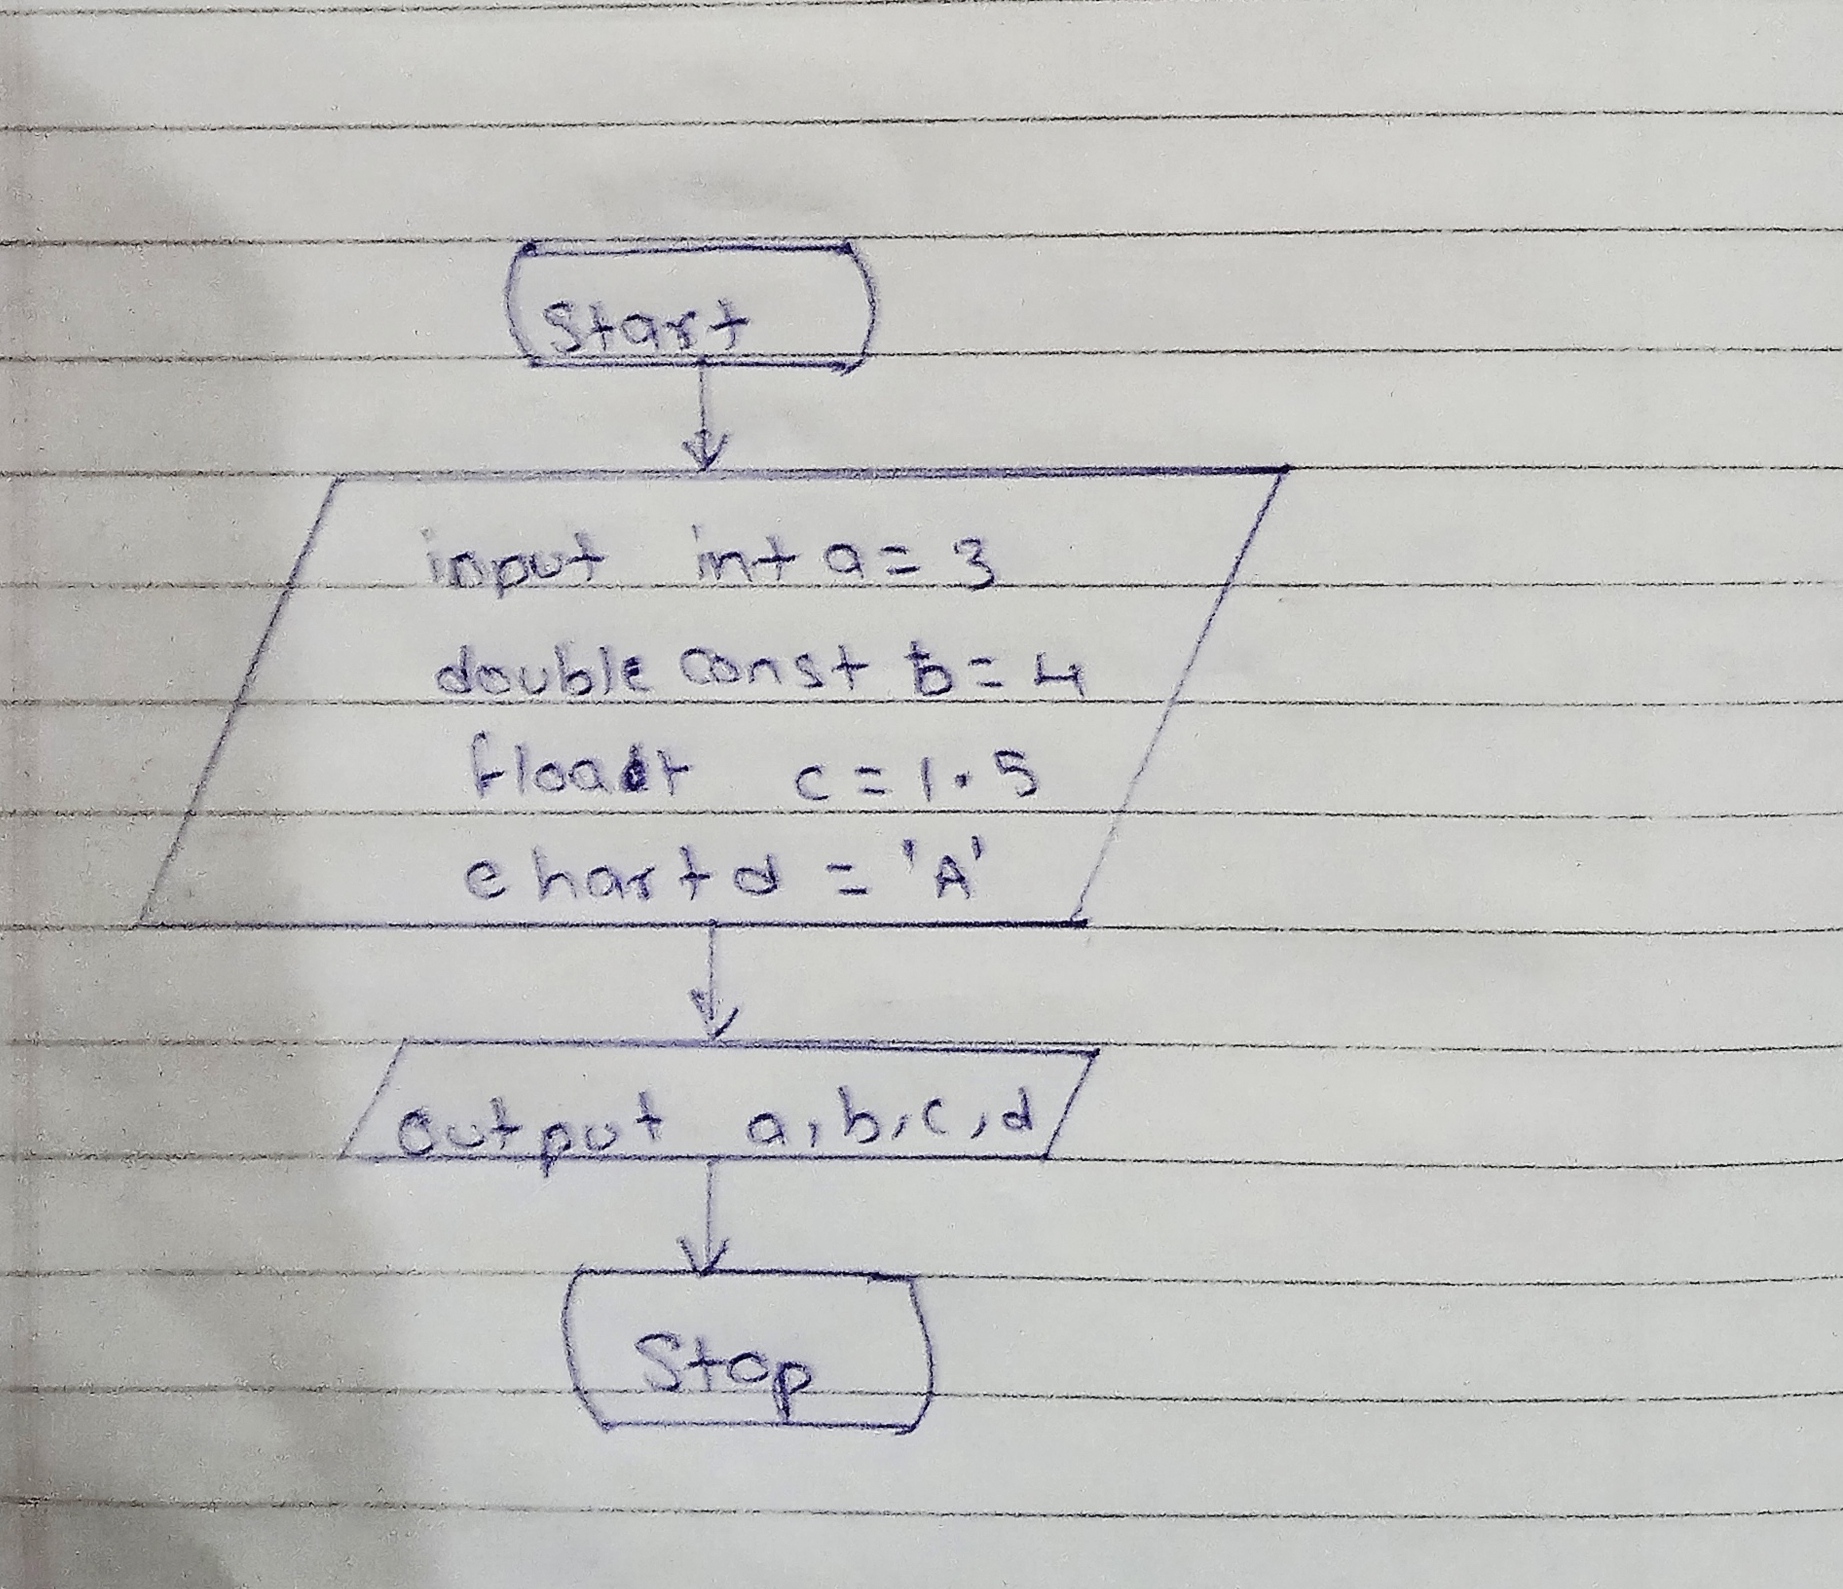 Start
input int a = 3
double const b = 4
float c = 1.5
chart d = 'A'
Output a, b, c, d
Stop